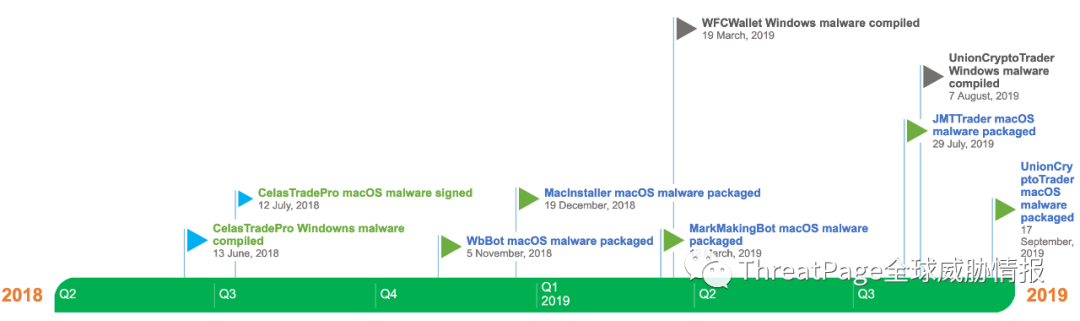 WFCWallet Windows malware compiled
19 March, 2019
UnionCryptoTrader
Windows malware
compiled
7 August, 2019
JMTTrader macOS
malware packaged
29 July, 2019
CelasTradePro macOS malware signed
12 July, 2018
MacInstaller macOS malware packaged
19 December, 2018
UnionCry
ptoTrader
macOS
malware
packaged
17
September,
2019
CelasTradePro Windowns malware
compiled
13 June, 2018
WbBot macOS malware packaged
5 November, 2018
MarkMakingBot macOS malware
packaged
March, 2019
ThreatPage全球威胁情报
2018
Q2
Q3
Q4
Q1
2019
Q2
Q3
2019